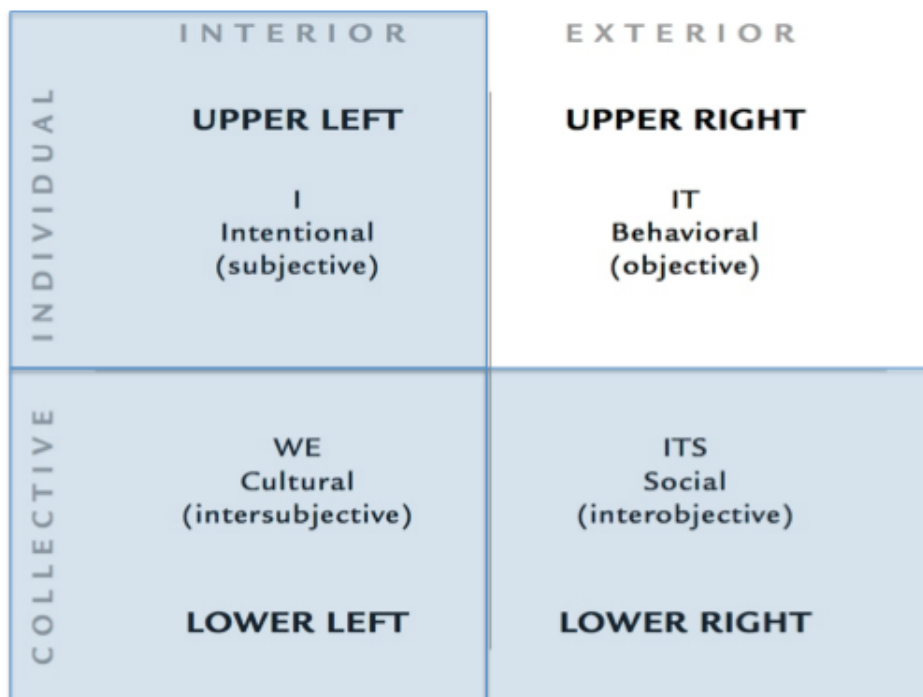 INTERIOR
EXTERIOR
INDIVIDUAL
UPPER LEFT
I
Intentional
(subjective)
UPPER RIGHT
IT
Behavioral
(objective)
COLLECTIVE
WE
Cultural
(intersubjective)
LOWER LEFT
ITS
Social
(interobjective)
LOWER RIGHT